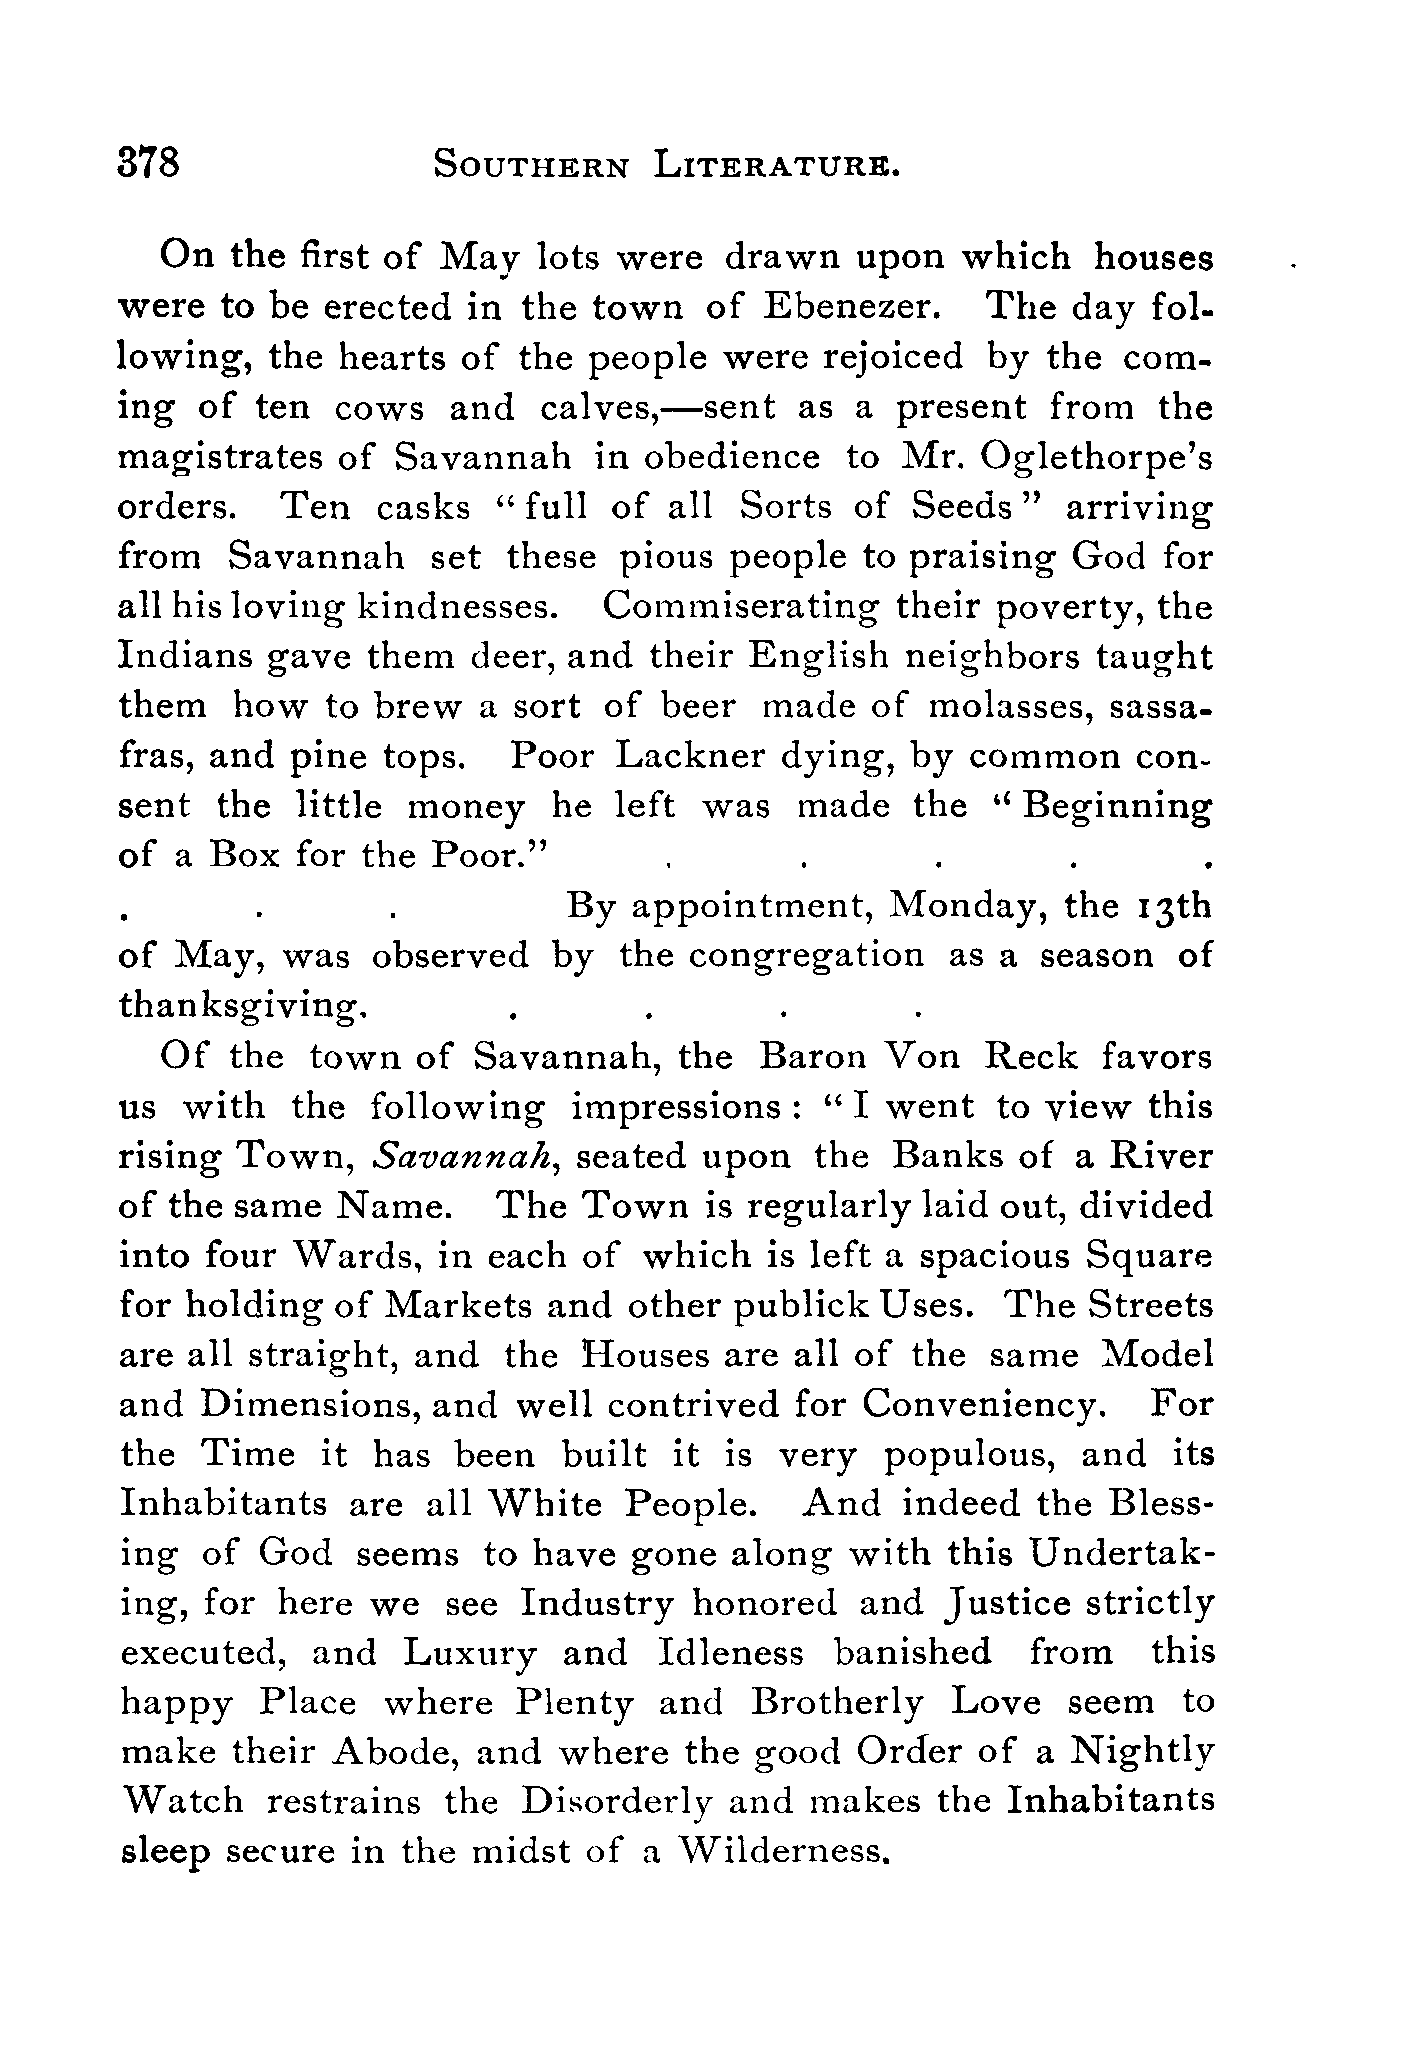 378 SOUTHERN LITERATURE.
On the first of May lots were drawn upon which houses
were to be erected in the town of Ebenezer. The day fol-
lowing, the hearts of the people were rejoiced by the com-
ing of ten cows and calves,—sent as a present from the
magistrates of Savannah in obedience to Mr. Oglethorpe's
orders. Ten casks "full of all Sorts of Seeds" arriving
from Savannah set these pious people to praising God for
all his loving kindnesses. Commiserating their poverty, the
Indians gave them deer, and their English neighbors taught
them how to brew a sort of beer made of molasses, sassa-
fras, and pine tops. Poor Lackner dying, by common con-
sent the little money he left was made the "Beginning
of a Box for the Poor." . . . . .
. . . By appointment, Monday, the 13th
of May, was observed by the congregation as a season of
thanksgiving. . . . .
Of the town of Savannah, the Baron Von Reck favors
us with the following impressions: "I went to view this
rising Town, Savannah, seated upon the Banks of a River
of the same Name. The Town is regularly laid out, divided
into four Wards, in each of which is left a spacious Square
for holding of Markets and other publick Uses. The Streets
are all straight, and the Houses are all of the same Model
and Dimensions, and well contrived for Conveniency. For
the Time it has been built it is very populous, and its
Inhabitants are all White People. And indeed the Bless-
ing of God seems to have gone along with this Undertak-
ing, for here we see Industry honored and Justice strictly
executed, and Luxury and Idleness banished from this
happy Place where Plenty and Brotherly Love seem to
make their Abode, and where the good Order of a Nightly
Watch restrains the Disorderly and makes the Inhabitants
sleep secure in the midst of a Wilderness.